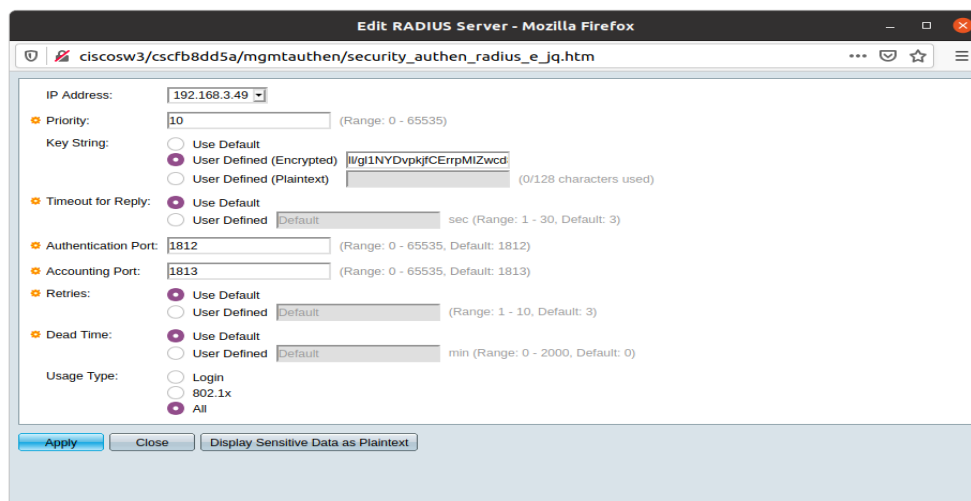 Edit RADIUS Server - Mozilla Firefox
ciscosw3/cscfb8dd5a/mgmtauthen/security_authen_radius_e_jq.htm
IP Address: 192.168.3.49
Priority: 10 (Range: 0 - 65535)
Key String: Use Default
User Defined (Encrypted)
User Defined (Plaintext) (0/128 characters used)
Timeout for Reply: Use Default
User Defined Default sec (Range: 1 - 30, Default: 3)
Authentication Port: 1812 (Range: 0 - 65535, Default: 1812)
Accounting Port: 1813 (Range: 0 - 65535, Default: 1813)
Retries: Use Default
User Defined Default (Range: 1 - 10, Default: 3)
Dead Time: Use Default
User Defined Default min (Range: 0 - 2000, Default: 0)
Usage Type: Login
802.1x
All
Apply Close Display Sensitive Data as Plaintext